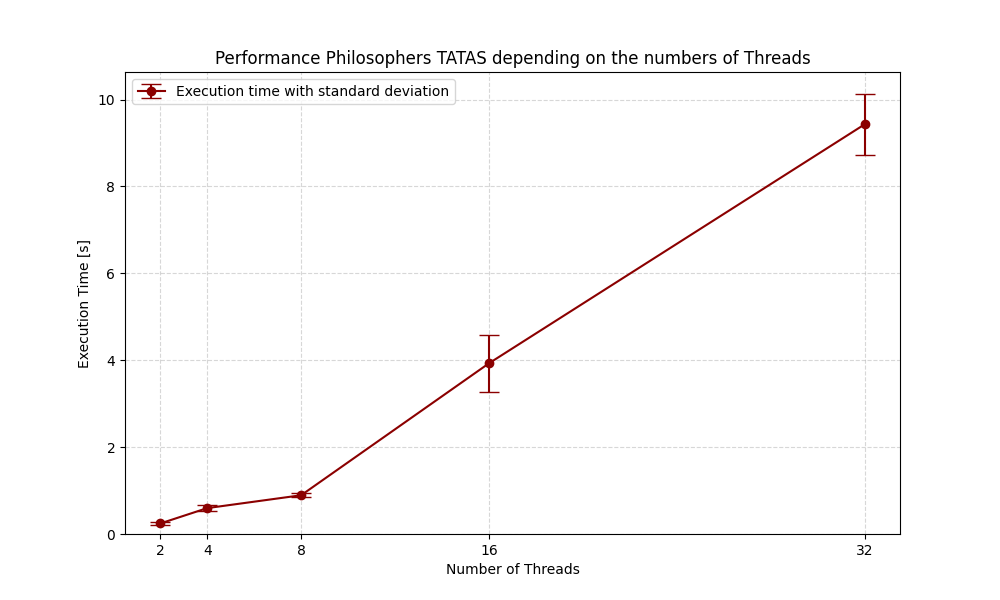 Performance Philosophers TATAS depending on the numbers of Threads
Execution time with standard deviation
10
8
6
4
2
0
Execution Time [s]
2 4 8 16 32
Number of Threads